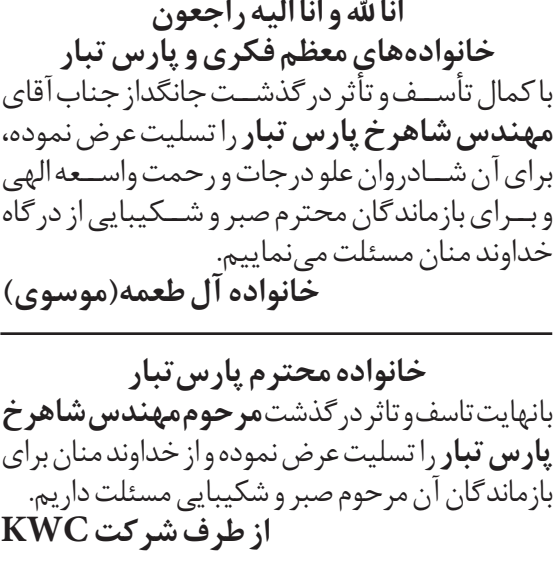 انا لله و انا الیه راجعون
خانواده‌های معظم فکری و پارس تبار
با کمال تأسف و تأثر درگذشت جانگداز جناب آقای
مهندس شاهرخ پارس تبار را تسلیت عرض نموده،
برای آن شادروان علو درجات و رحمت واسعه الهی
و برای بازماندگان محترم صبر و شکیبایی از درگاه
خداوند منان مسئلت می‌نماییم.
خانواده آل طعمه(موسوی)
خانواده محترم پارس تبار
بانهایت تاسف و تاثر درگذشت مرحوم مهندس شاهرخ
پارس تبار را تسلیت عرض نموده و از خداوند منان برای
بازماندگان آن مرحوم صبر و شکیبایی مسئلت داریم.
از طرف شرکت KWC